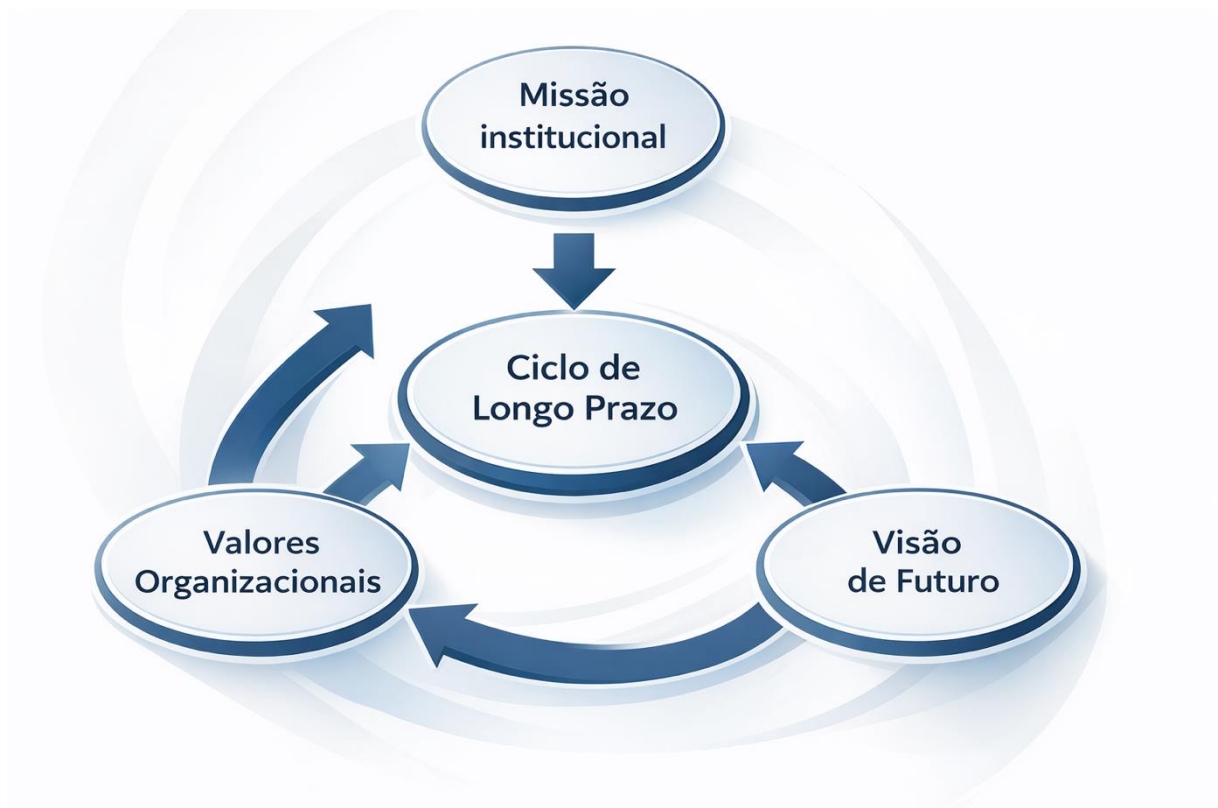 Missão
institucional
Ciclo de
Longo Prazo
Valores
Organizacionais
Visão
de Futuro